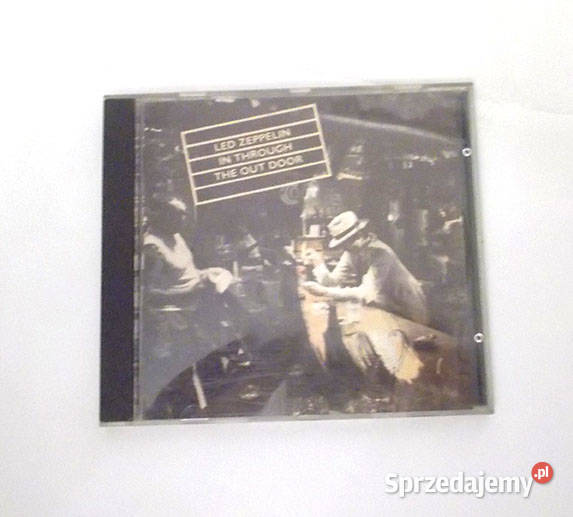 LED ZEPPELIN
IN THROUGH
THE OUT DOOR
Sprzedajemy.pl